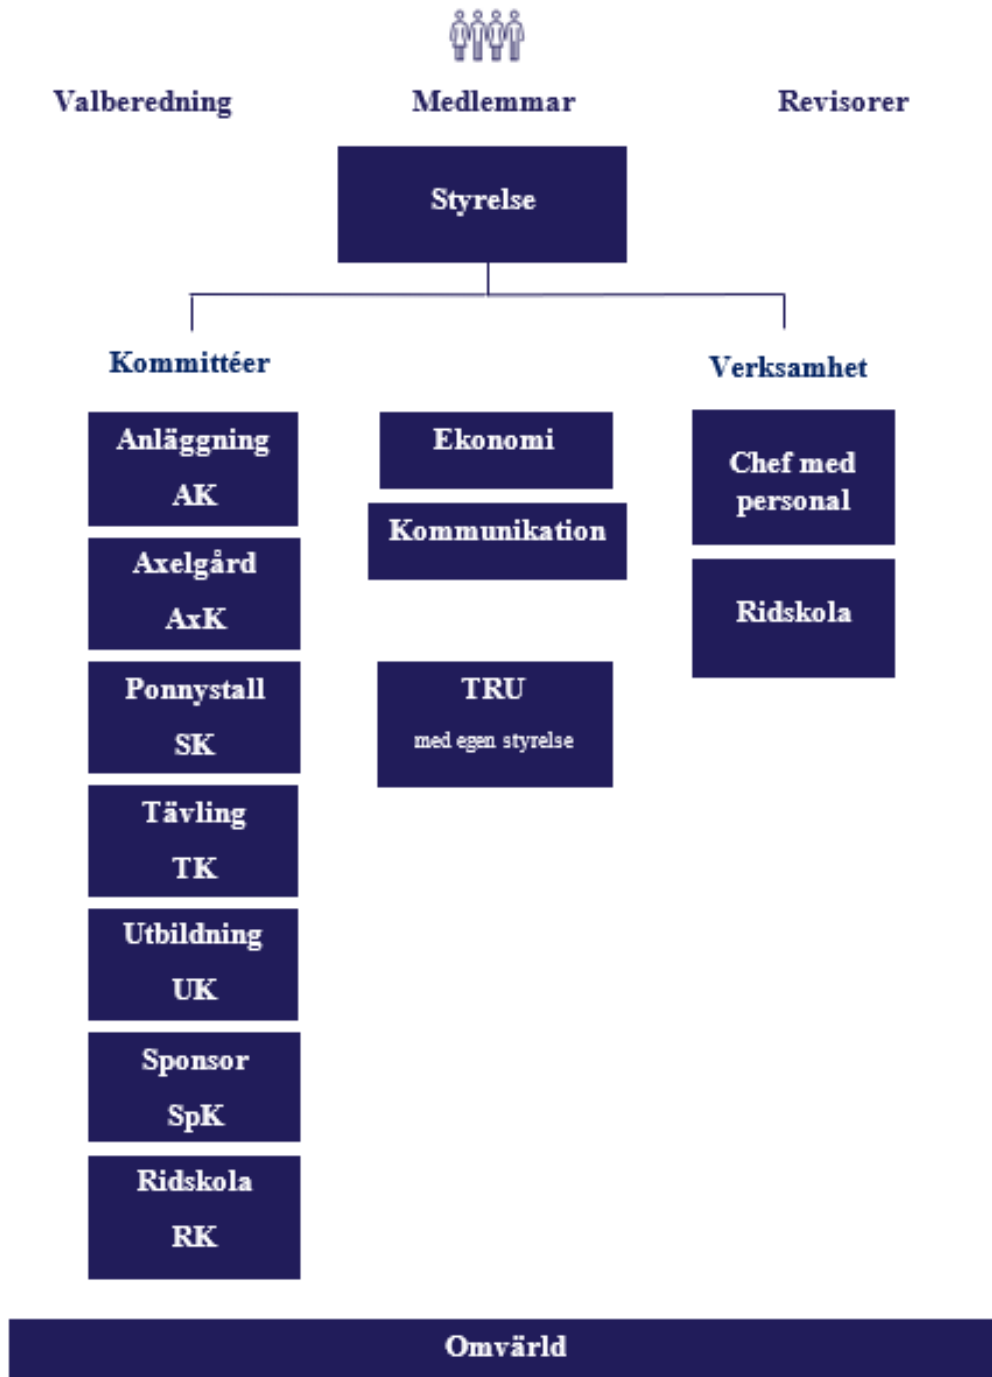 Valberedning
Medlemmar
Revisorer
Styrelse
Kommittéer
Verksamhet
Anläggning
AK
Axelgård
AxK
Ponnystall
SK
Tävling
TK
Utbildning
UK
Sponsor
SpK
Ridskola
RK
Ekonomi
Kommunikation
TRU
med egen styrelse
Chef med
personal
Ridskola
Omvärld